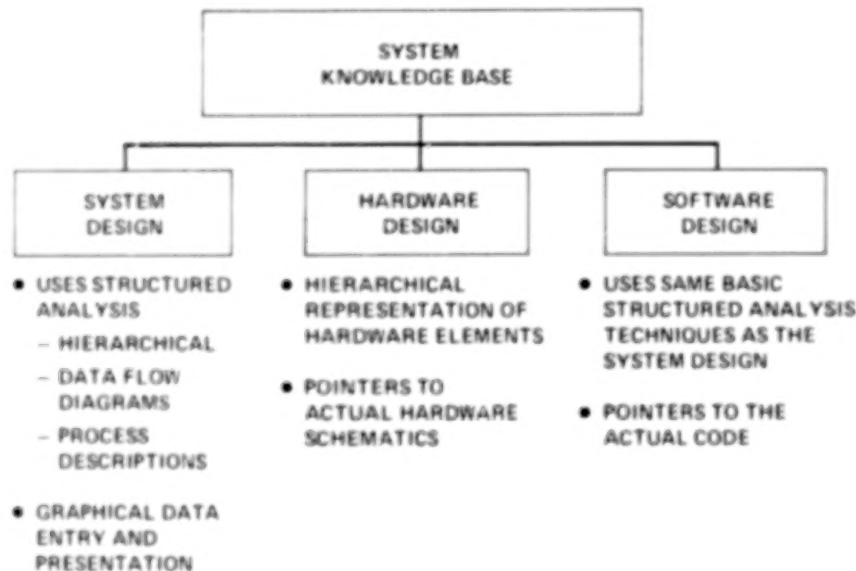 SYSTEM
KNOWLEDGE BASE
SYSTEM
DESIGN
● USES STRUCTURED
ANALYSIS
– HIERARCHICAL
– DATA FLOW
DIAGRAMS
– PROCESS
DESCRIPTIONS
● GRAPHICAL DATA
ENTRY AND
PRESENTATION
HARDWARE
DESIGN
● HIERARCHICAL
REPRESENTATION OF
HARDWARE ELEMENTS
● POINTERS TO
ACTUAL HARDWARE
SCHEMATICS
SOFTWARE
DESIGN
● USES SAME BASIC
STRUCTURED ANALYSIS
TECHNIQUES AS THE
SYSTEM DESIGN
● POINTERS TO THE
ACTUAL CODE